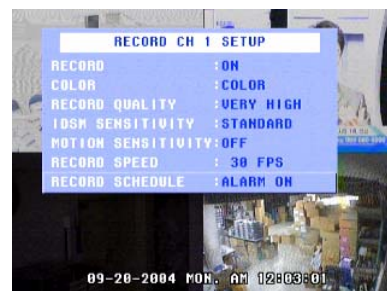 RECORD CH 1 SETUP
RECORD :ON
COLOR :COLOR
RECORD QUALITY :VERY HIGH
IDSM SENSITIVITY :STANDARD
MOTION SENSITIVITY:OFF
RECORD SPEED : 30 FPS
RECORD SCHEDULE :ALARM ON
09-20-2004 MON. AM 12:03:01